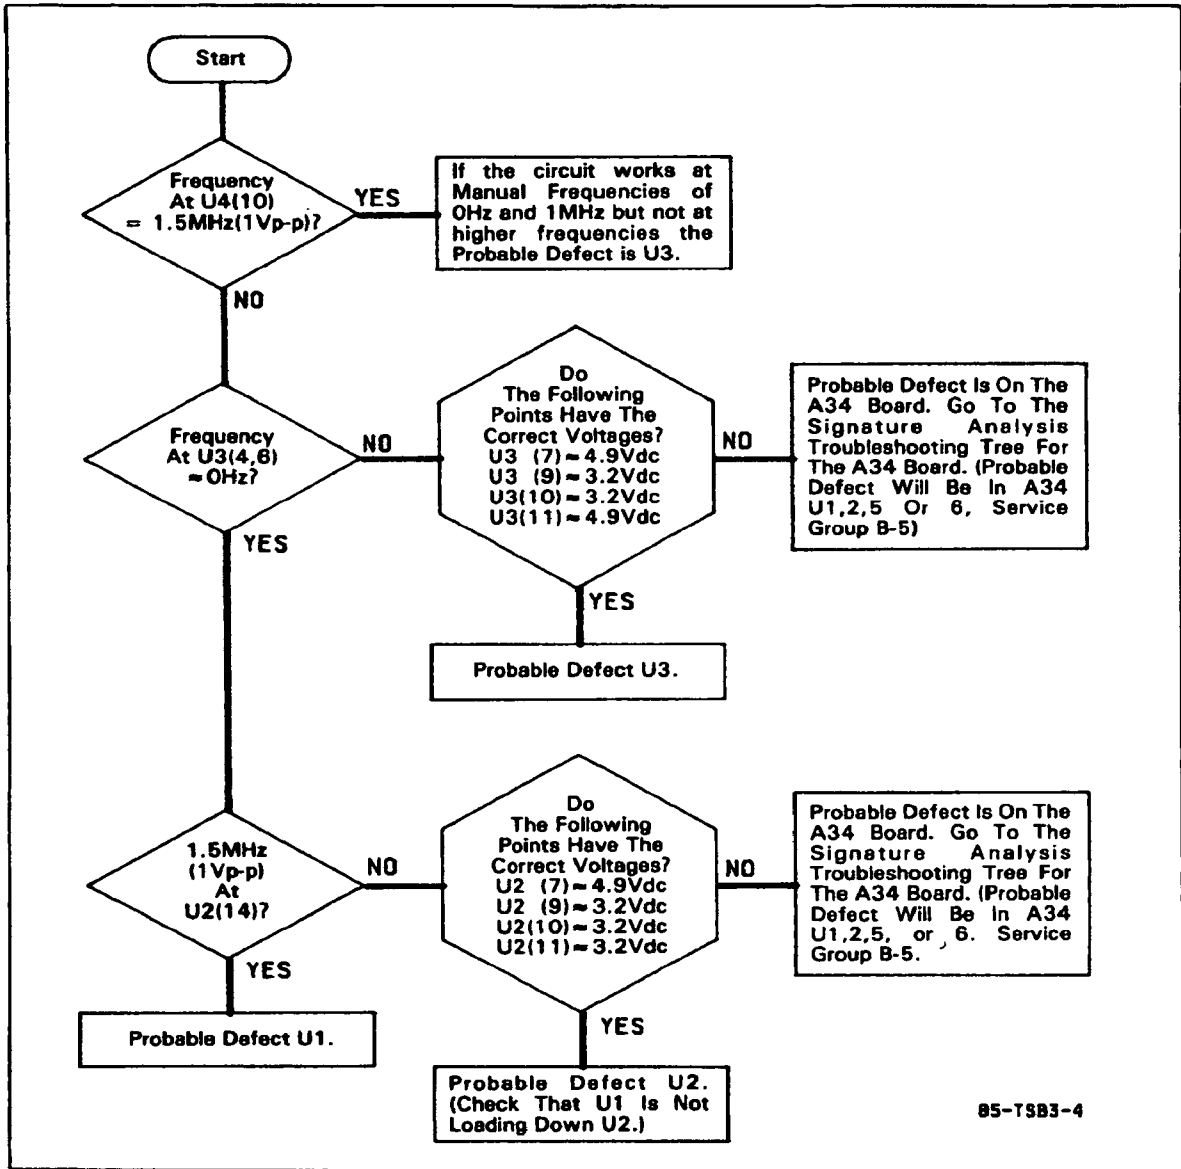 Start
Frequency
At U4(10)
= 1.5MHz(1Vp-p)?
YES
If the circuit works at
Manual Frequencies of
0Hz and 1MHz but not at
higher frequencies the
Probable Defect is U3.
NO
Frequency
At U3(4,6)
≈ 0Hz?
NO
Do
The Following
Points Have The
Correct Voltages?
U3 (7)≈4.9Vdc
U3 (9)≈3.2Vdc
U3(10)≈3.2Vdc
U3(11)≈4.9Vdc
NO
Probable Defect Is On The
A34 Board. Go To The
Signature Analysis
Troubleshooting Tree For
The A34 Board. (Probable
Defect Will Be In A34
U1,2,5 Or 6, Service
Group B-5)
YES
YES
Probable Defect U3.
1.5MHz
(1Vp-p)
At
U2(14)?
NO
Do
The Following
Points Have The
Correct Voltages?
U2 (7)≈4.9Vdc
U2 (9)≈3.2Vdc
U2(10)≈3.2Vdc
U2(11)≈3.2Vdc
NO
Probable Defect Is On The
A34 Board. Go To The
Signature Analysis
Troubleshooting Tree For
The A34 Board. (Probable
Defect Will Be In A34
U1,2,5, or 6. Service
Group B-5.
YES
Probable Defect U1.
YES
Probable Defect U2.
(Check That U1 Is Not
Loading Down U2.)
85-TSB3-4